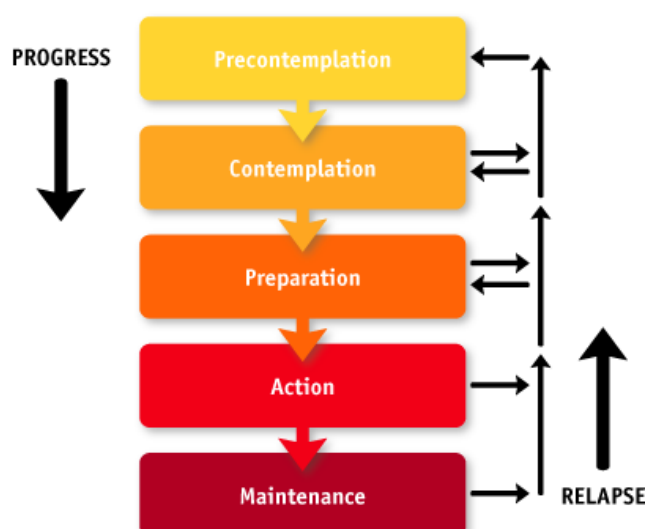 PROGRESS
Precontemplation
Contemplation
Preparation
Action
Maintenance
RELAPSE